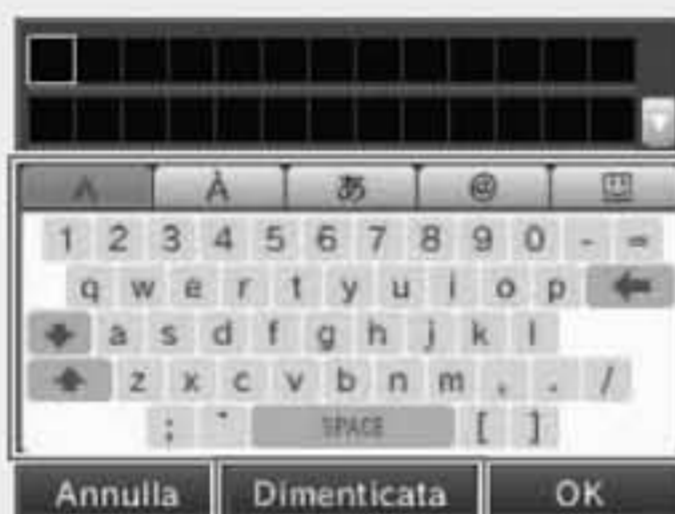 A À あ @
1 2 3 4 5 6 7 8 9 0 - =
q w e r t y u i o p
a s d f g h j k l
z x c v b n m , . /
; SPACE [ ]
Annulla Dimenticata OK